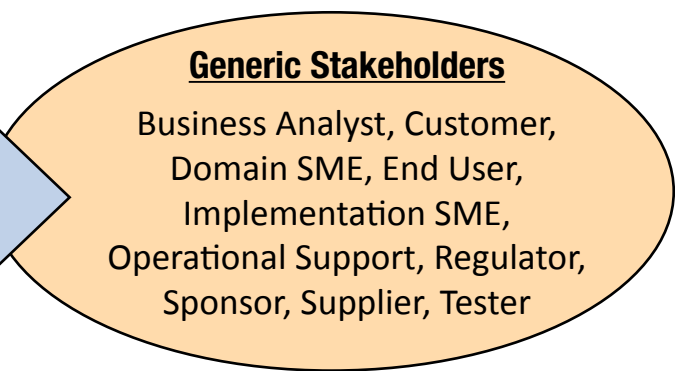 Generic Stakeholders
Business Analyst, Customer,
Domain SME, End User,
Implementation SME,
Operational Support, Regulator,
Sponsor, Supplier, Tester